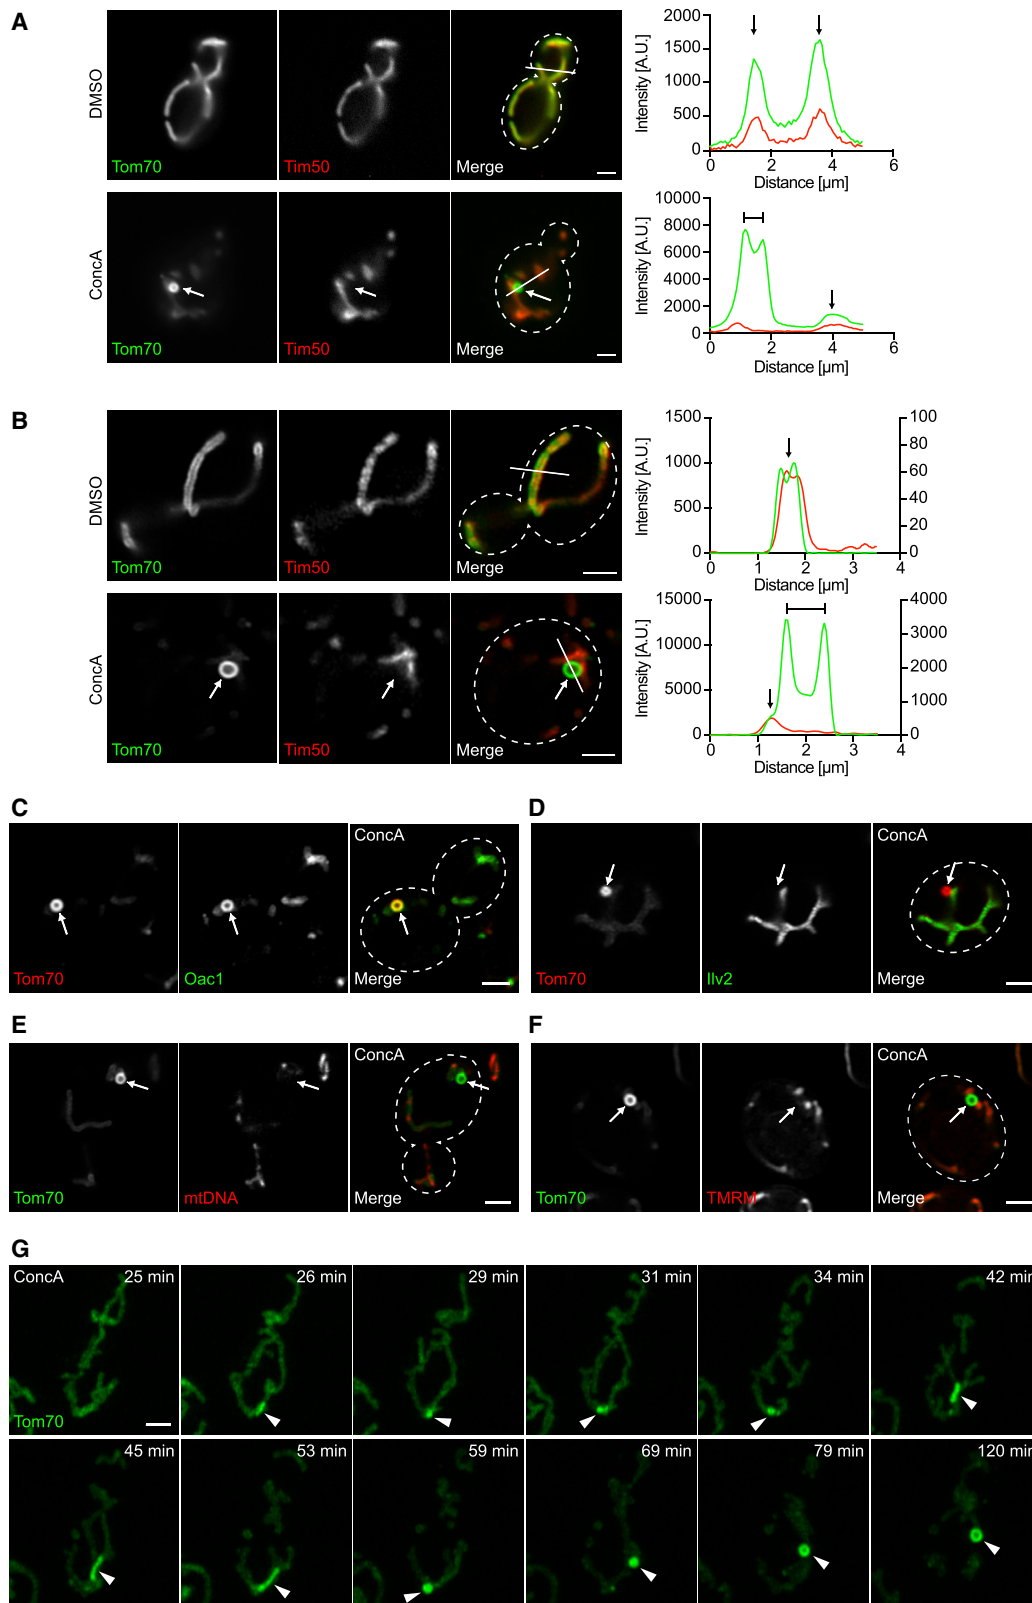 A
DMSO
Tom70
Tim50
Merge
Intensity [A.U.]
2000
1500
1000
500
0
0 2 4 6
Distance [µm]
ConcA
Tom70
Tim50
Merge
Intensity [A.U.]
10000
8000
6000
4000
2000
0
0 2 4 6
Distance [µm]
B
DMSO
Tom70
Tim50
Merge
Intensity [A.U.]
1500
1000
500
0
100
80
60
40
20
0
0 1 2 3 4
Distance [µm]
ConcA
Tom70
Tim50
Merge
Intensity [A.U.]
15000
10000
5000
0
4000
3000
2000
1000
0
0 1 2 3 4
Distance [µm]
C
Tom70
Oac1
ConcA
Merge
D
Tom70
Ilv2
ConcA
Merge
E
Tom70
mtDNA
ConcA
Merge
F
Tom70
TMRM
ConcA
Merge
G
ConcA 25 min
26 min
29 min
31 min
34 min
42 min
Tom70
45 min
53 min
59 min
69 min
79 min
120 min